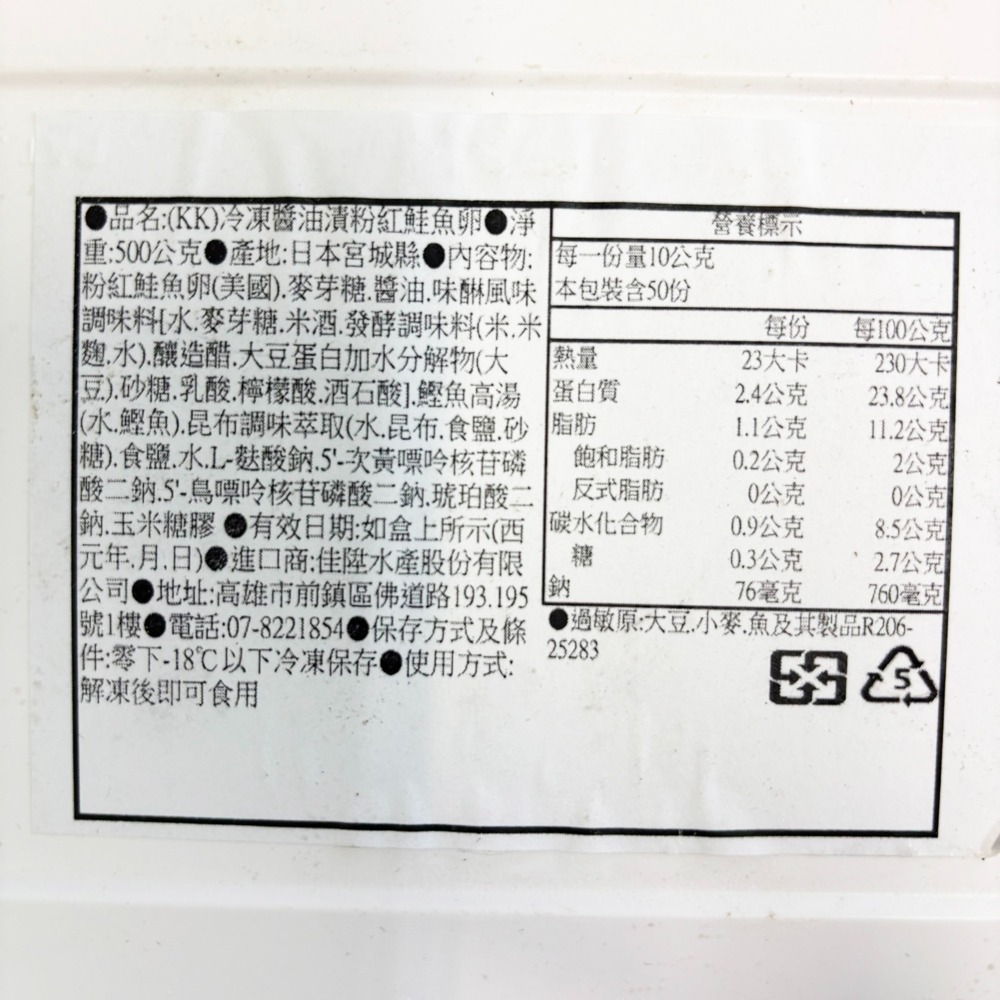 ●品名:(KK)冷凍醬油漬粉紅鮭魚卵●淨
重:500公克●產地:日本宮城縣●內容物:
粉紅鮭魚卵(美國).麥芽糖.醬油.味醂風味
調味料[水.麥芽糖.米酒.發酵調味料(米.米
麴.水).釀造醋.大豆蛋白加水分解物(大
豆).砂糖.乳酸.檸檬酸.酒石酸].鰹魚高湯
(水.鰹魚).昆布調味萃取(水.昆布.食鹽.砂
糖).食鹽.水.L-麩酸鈉.5'-次黃嘌呤核苷磷
酸二鈉.5'-鳥嘌呤核苷磷酸二鈉.琥珀酸二
鈉.玉米糖膠 ●有效日期:如盒上所示(西
元年.月.日)●進口商:佳陞水產股份有限
公司●地址:高雄市前鎮區佛道路193.195
號1樓●電話:07-8221854●保存方式及條
件:零下-18℃以下冷凍保存●使用方式:
解凍後即可食用
營養標示
每一份量10公克
本包裝含50份
每份 每100公克
熱量 23大卡 230大卡
蛋白質 2.4公克 23.8公克
脂肪 1.1公克 11.2公克
飽和脂肪 0.2公克 2公克
反式脂肪 0公克 0公克
碳水化合物 0.9公克 8.5公克
糖 0.3公克 2.7公克
鈉 76毫克 760毫克
●過敏原:大豆.小麥.魚及其製品R206-
25283
5